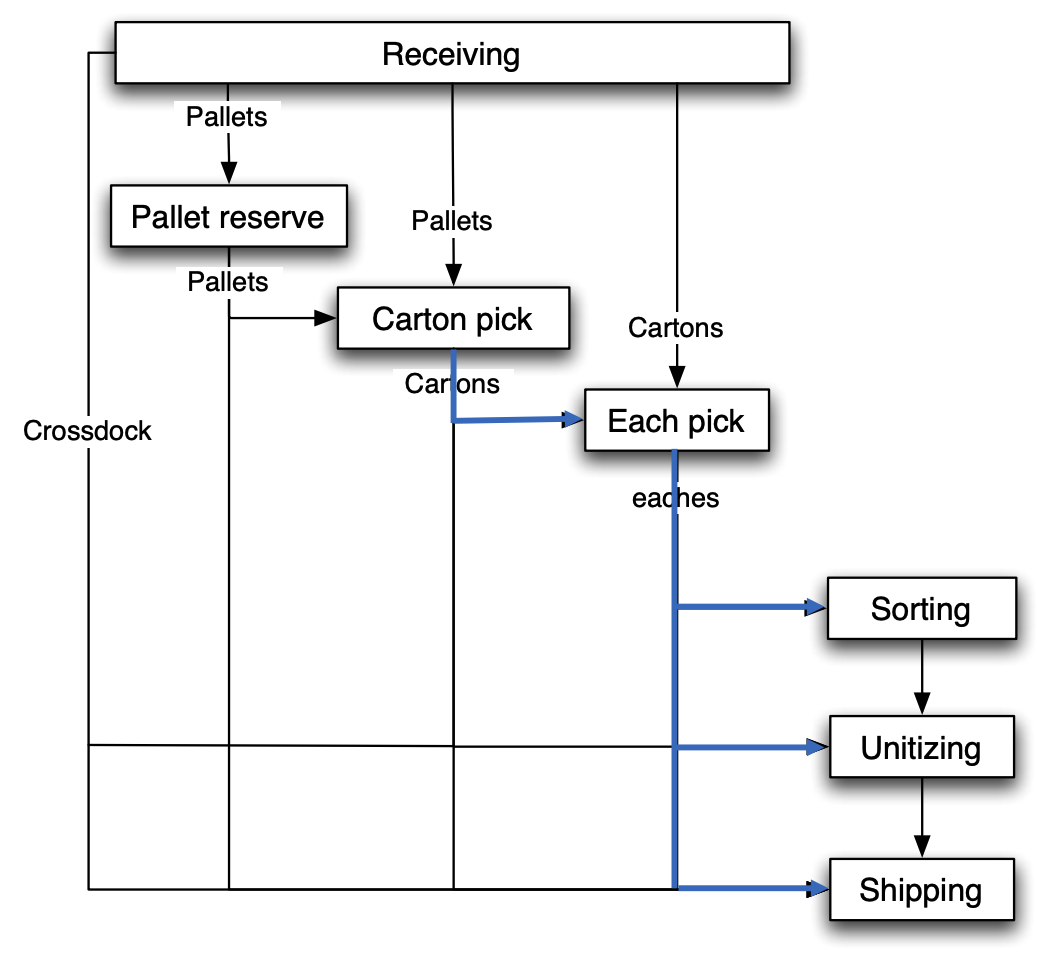 Receiving
Pallets
Pallet reserve
Pallets
Pallets
Carton pick
Cartons
Cartons
Each pick
Crossdock
eaches
Sorting
Unitizing
Shipping